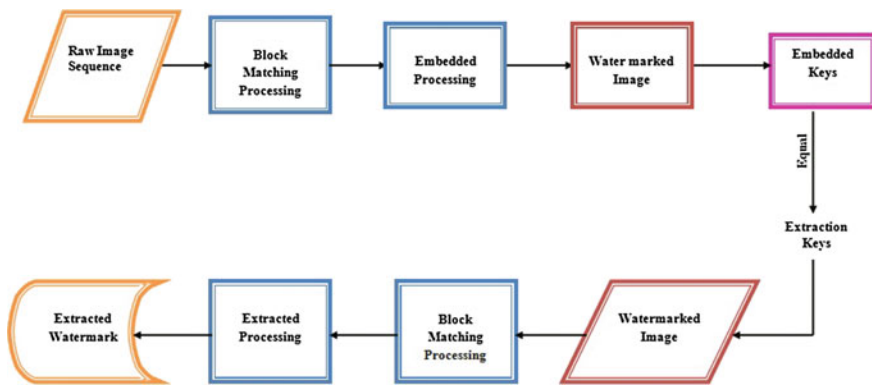 Raw Image
Sequence
Block
Matching
Processing
Embedded
Processing
Water marked
Image
Embedded
Keys
Equal
Extraction
Keys
Watermarked
Image
Block
Matching
Processing
Extracted
Processing
Extracted
Watermark